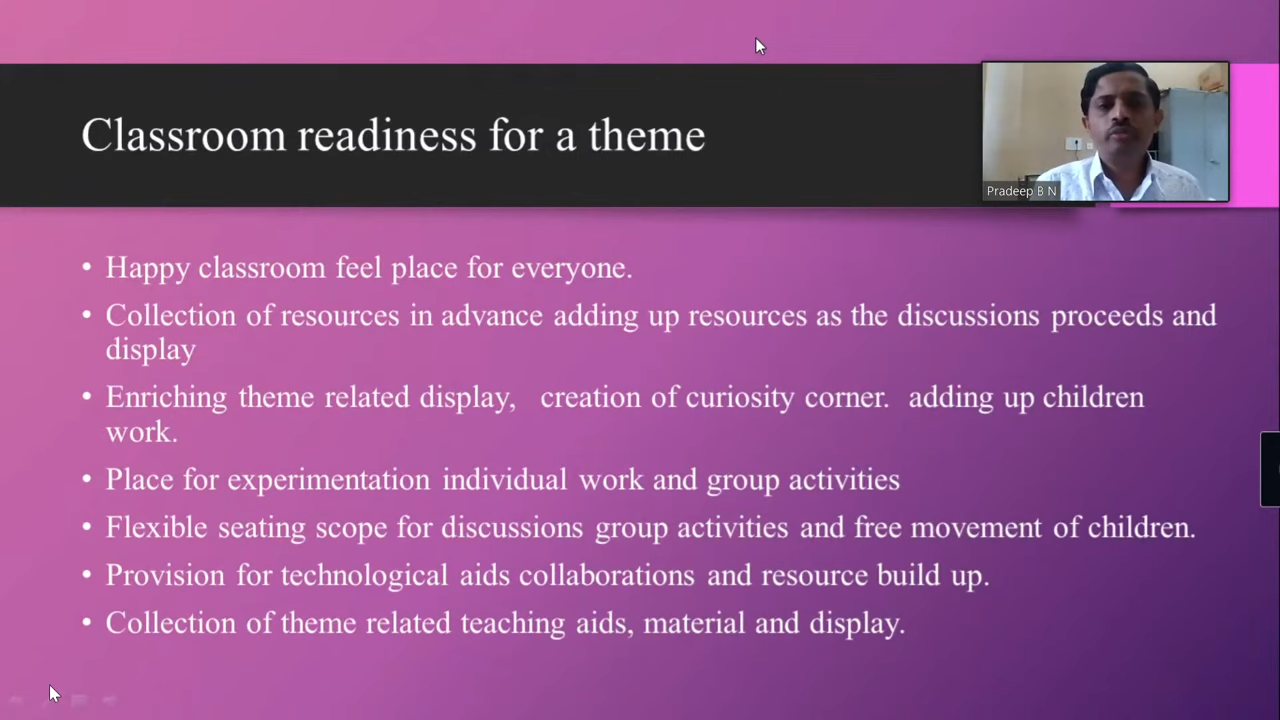 Classroom readiness for a theme
Pradeep B N
• Happy classroom feel place for everyone.
• Collection of resources in advance adding up resources as the discussions proceeds and
display
• Enriching theme related display, creation of curiosity corner. adding up children
work.
• Place for experimentation individual work and group activities
• Flexible seating scope for discussions group activities and free movement of children.
• Provision for technological aids collaborations and resource build up.
• Collection of theme related teaching aids, material and display.